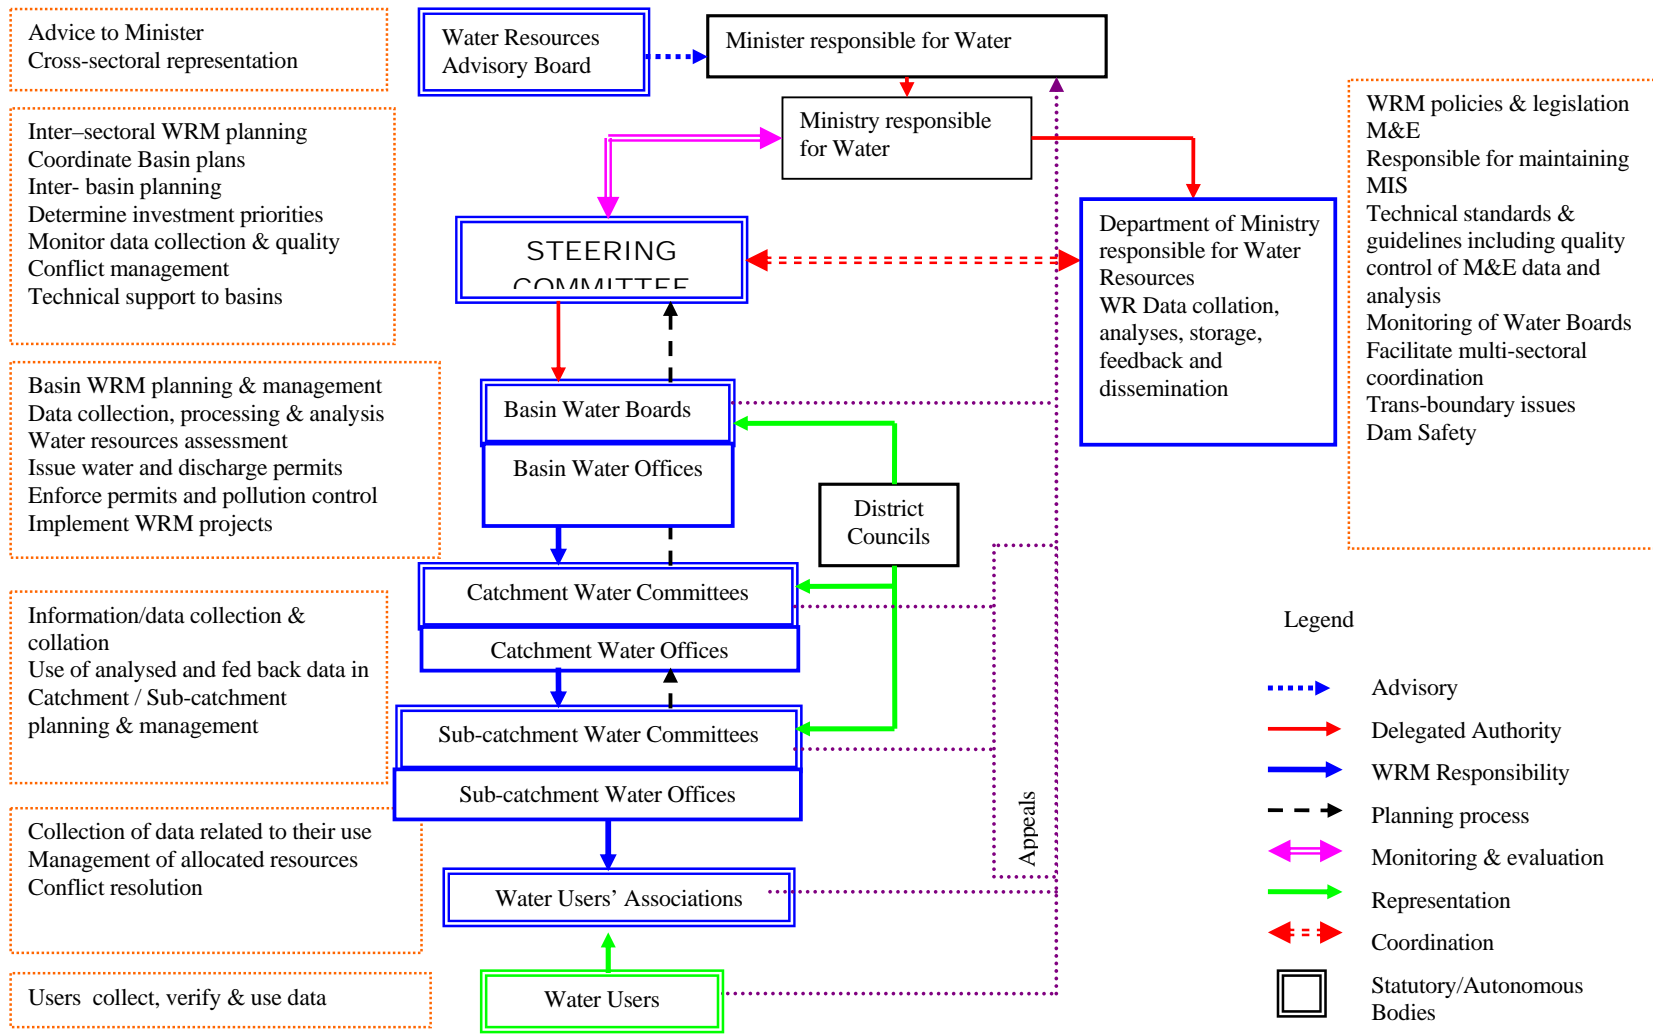 Advice to Minister
Cross-sectoral representation
Water Resources
Advisory Board
Minister responsible for Water
Ministry responsible
for Water
Inter–sectoral WRM planning
Coordinate Basin plans
Inter- basin planning
Determine investment priorities
Monitor data collection & quality
Conflict management
Technical support to basins
STEERING
COMMITTEE
Department of Ministry
responsible for Water
Resources
WR Data collation,
analyses, storage,
feedback and
dissemination
WRM policies & legislation
M&E
Responsible for maintaining
MIS
Technical standards &
guidelines including quality
control of M&E data and
analysis
Monitoring of Water Boards
Facilitate multi-sectoral
coordination
Trans-boundary issues
Dam Safety
Basin WRM planning & management
Data collection, processing & analysis
Water resources assessment
Issue water and discharge permits
Enforce permits and pollution control
Implement WRM projects
Basin Water Boards
Basin Water Offices
District
Councils
Information/data collection &
collation
Use of analysed and fed back data in
Catchment / Sub-catchment
planning & management
Catchment Water Committees
Catchment Water Offices
Sub-catchment Water Committees
Sub-catchment Water Offices
Collection of data related to their use
Management of allocated resources
Conflict resolution
Water Users’ Associations
Users  collect, verify & use data
Water Users
Appeals
Legend
Advisory
Delegated Authority
WRM Responsibility
Planning process
Monitoring & evaluation
Representation
Coordination
Statutory/Autonomous
Bodies